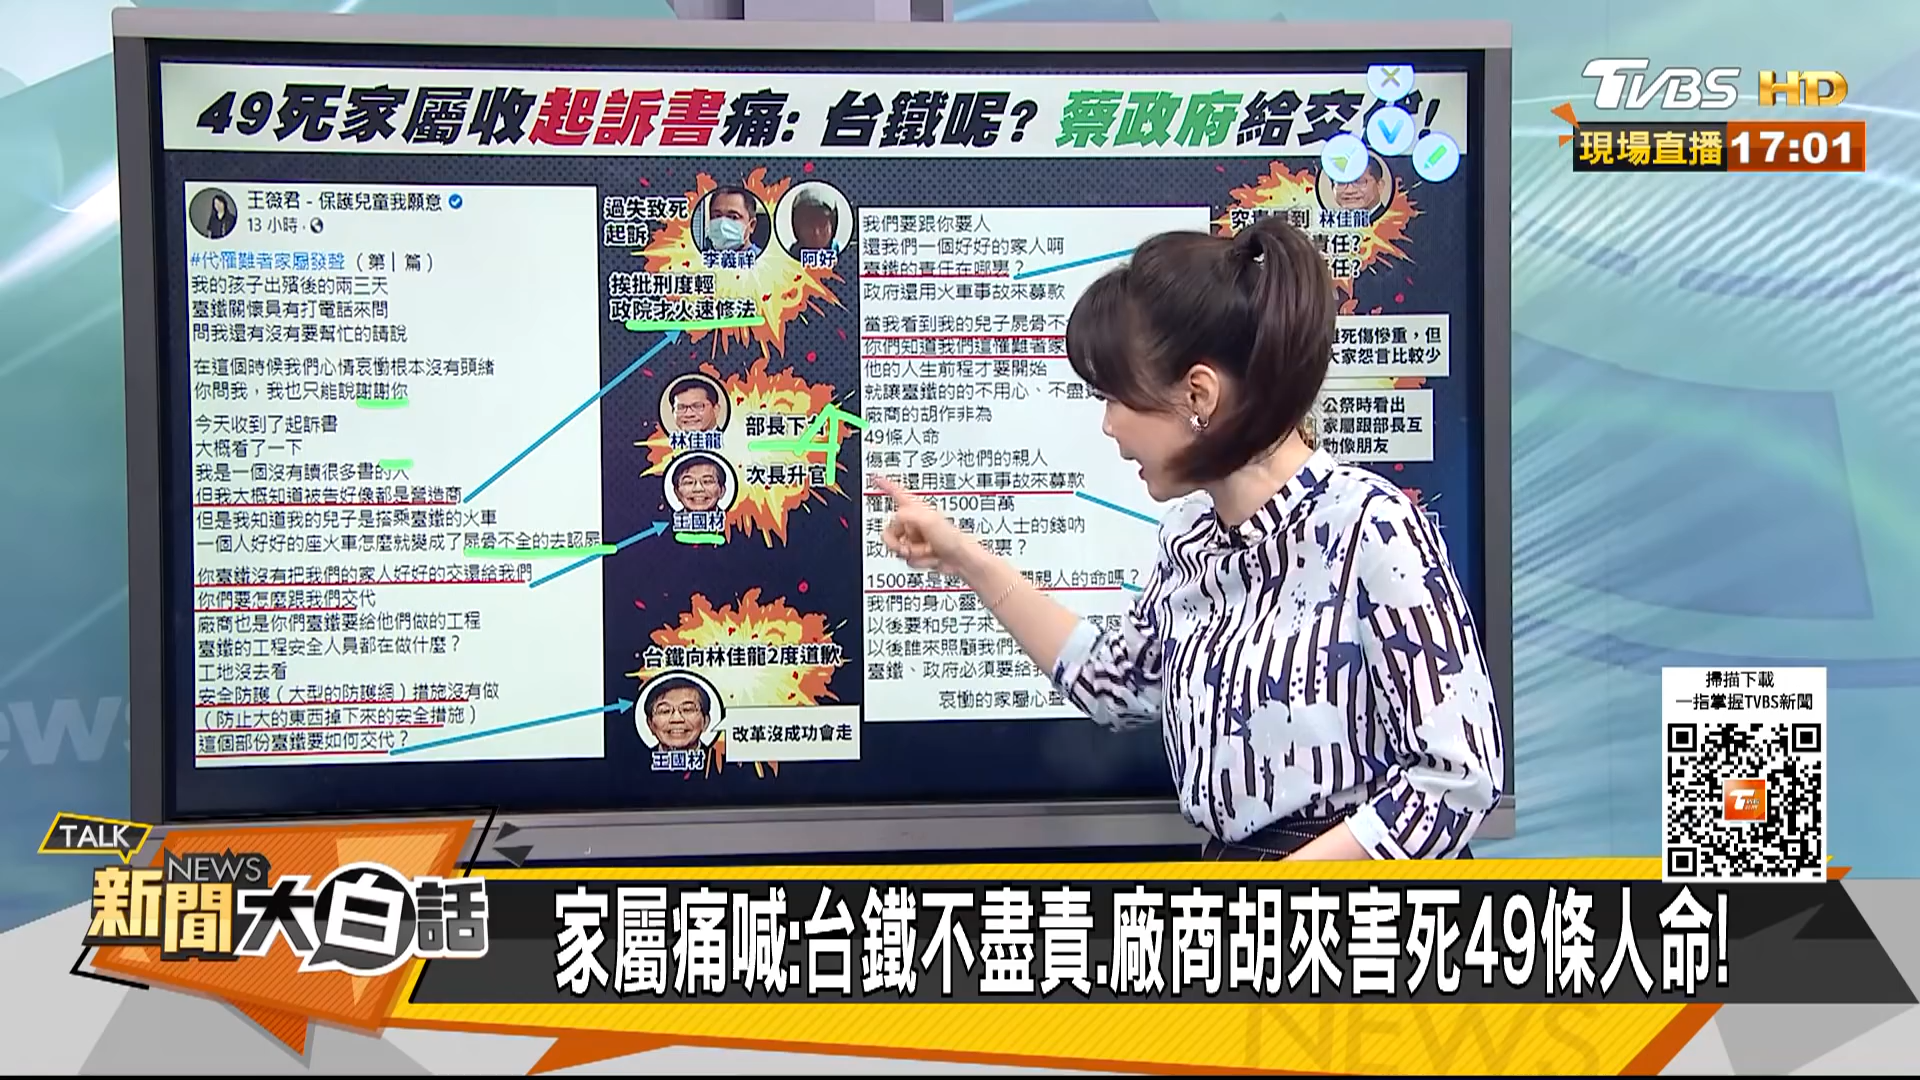 49死家屬收起訴書痛:台鐵呢?蔡政府給交
TVBS HD
現場直播 17:01
王薇君 - 保護兒童我願意
13 小時
#代罹難者家屬發聲 (第1篇)
我的孩子出殯後的兩三天
臺鐵關懷員有打電話來問
問我還有沒有要幫忙的請說
在這個時候我們心情哀慟根本沒有頭緒
你問我，我也只能說謝謝你
今天收到了起訴書
大概看了一下
我是一個沒有讀很多書的人
但我大概知道被告好像都是營造商
但是我知道我的兒子是搭乘臺鐵的火車
一個人好好的座火車怎麼就變成了屍骨不全的去認屍
你臺鐵沒有把我們的家人好好的交還給我們
你們要怎麼跟我們交代
廠商也是你們臺鐵要給他們做的工程
臺鐵的工程安全人員都在做什麼？
工地沒去看
安全防護（大型的防護網）措施沒有做
（防止大的東西掉下來的安全措施）
這個部份臺鐵要如何交代？
過失致死
起訴
李義祥
阿好
挨批刑度輕
政院才火速修法
林佳龍
部長下
次長升官
王國材
台鐵向林佳龍2度道歉
王國材
改革沒成功會走
我們要跟你要人
還我們一個好好的家人啊
臺鐵的責任在哪裏？
政府還用火車事故來募款
當我看到我的兒子屍骨不
你們知道我們這罹難者家
他的人生前程才要開始
就讓臺鐵的的不用心、不盡
廠商的胡作非為
49條人命
傷害了多少祂們的親人
政府還用這火車事故來募款
給1500百萬
拜
善心人士的錢吶
政府
哪裏？
1500萬是
親人的命嗎？
我們的身心靈
以後要和兒子來
家庭
以後誰來照顧我們
臺鐵、政府必須要給
哀慟的家屬心聲
林佳龍
責任?
任?
死傷慘重，但
大家怨言比較少
公祭時看出
家屬跟部長互
動像朋友
掃描下載
一指掌握TVBS新聞
TALK
NEWS
新聞大白話
家屬痛喊:台鐵不盡責.廠商胡來害死49條人命!
NEWS